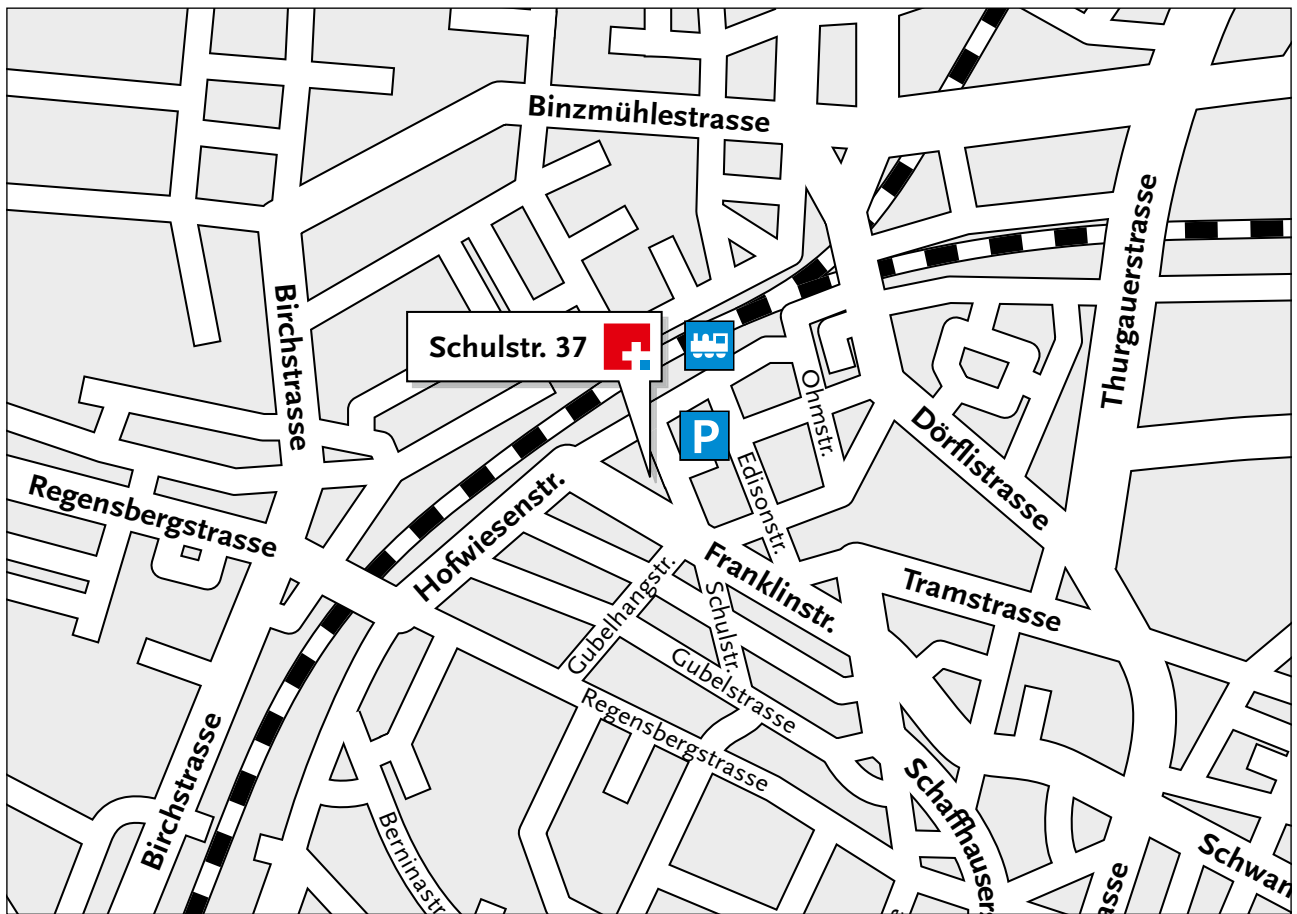 Binzmühlestrasse
Thurgauerstrasse
Birchstrasse
Schulstr. 37
P
Ohmstr.
Dörflistrasse
Edisonstr.
Regensbergstrasse
Hofwiesenstr.
Franklinstr.
Tramstrasse
Gubelhangstr.
Schulstr.
Gubelstrasse
Regensbergstrasse
Birchstrasse
Berninastr
Schaffhauser
Schwan
asse